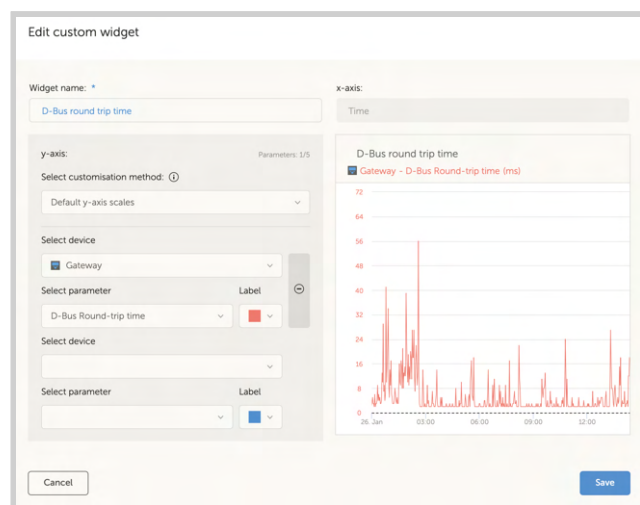 Edit custom widget
Widget name: *
D-Bus round trip time
x-axis:
Time
y-axis:
Parameters: 1/5
Select customisation method:
Default y-axis scales
Select device
Gateway
Select parameter
Label
D-Bus Round-trip time
Select device
Select parameter
Label
D-Bus round trip time
Gateway - D-Bus Round-trip time (ms)
72
64
56
48
40
32
24
16
8
0
26. Jan
03:00
06:00
09:00
12:00
Cancel
Save